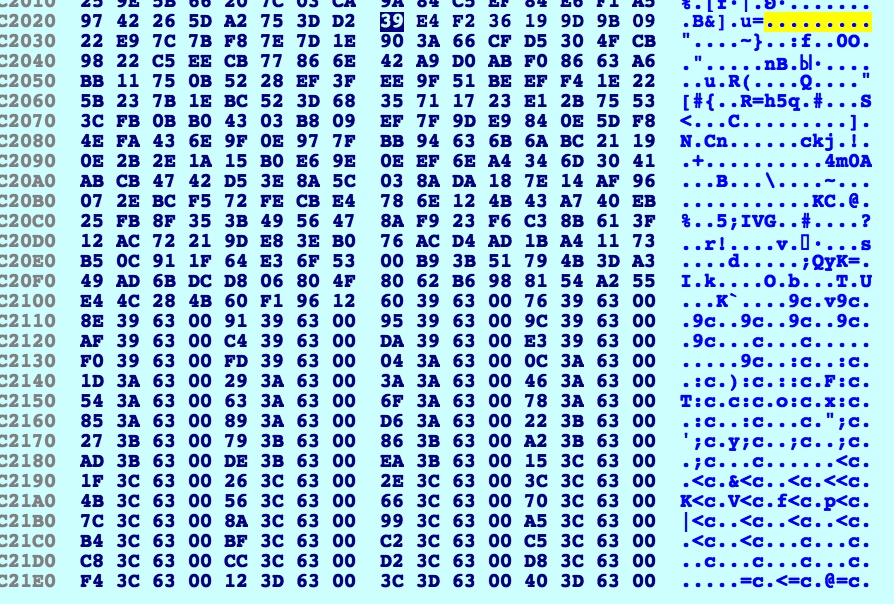 C2020 97 42 26 5D A2 75 3D D2 39 E4 F2 36 19 9D 9B 09 .B&].u=.........
C2030 22 E9 7C 7B F8 7E 7D 1E 90 3A 66 CF D5 30 4F CB "....~}..:f..0O.
C2040 98 22 C5 EE CB 77 86 6E 42 A9 D0 AB F0 86 63 A6
C2050 BB 11 75 0B 52 28 EF 3F EE 9F 51 BE EF F4 1E 22 ..u.R(....Q...."
C2060 5B 23 7B 1E BC 52 3D 68 35 71 17 23 E1 2B 75 53 [#{..R=h5q.#...S
C2070 3C FB 0B B0 43 03 B8 09 EF 7F 9D E9 84 0E 5D F8 <...C.........].
C2080 4E FA 43 6E 9F 0E 97 7F BB 94 63 6B 6A BC 21 19 N.Cn......ckj.!.
C2090 0E 2B 2E 1A 15 B0 E6 9E 0E EF 6E A4 34 6D 30 41 .+..........4m0A
C20A0 AB CB 47 42 D5 3E 8A 5C 03 8A DA 18 7E 14 AF 96 ...B...\....~...
C20B0 07 2E BC F5 72 FE CB E4 78 6E 12 4B 43 A7 40 EB ...........KC.@.
C20C0 25 FB 8F 35 3B 49 56 47 8A F9 23 F6 C3 8B 61 3F %..5;IVG..#....?
C20D0 12 AC 72 21 9D E8 3E B0 76 AC D4 AD 1B A4 11 73
C20E0 B5 0C 91 1F 64 E3 6F 53 00 B9 3B 51 79 4B 3D A3 ....d.....;QyK=.
C20F0 49 AD 6B DC D8 06 80 4F 80 62 B6 98 81 54 A2 55 I.k....O.b...T.U
C2100 E4 4C 28 4B 60 F1 96 12 60 39 63 00 76 39 63 00 ...K`....9c.v9c.
C2110 8E 39 63 00 91 39 63 00 95 39 63 00 9C 39 63 00 .9c..9c..9c..9c.
C2120 AF 39 63 00 C4 39 63 00 DA 39 63 00 E3 39 63 00 .9c...c...c.....
C2130 F0 39 63 00 FD 39 63 00 04 3A 63 00 0C 3A 63 00 .....9c..:c..:c.
C2140 1D 3A 63 00 29 3A 63 00 3A 3A 63 00 46 3A 63 00 .:c.):c.::c.F:c.
C2150 54 3A 63 00 63 3A 63 00 6F 3A 63 00 78 3A 63 00 T:c.c:c.o:c.x:c.
C2160 85 3A 63 00 89 3A 63 00 D6 3A 63 00 22 3B 63 00 .:c..:c...c.";c.
C2170 27 3B 63 00 79 3B 63 00 86 3B 63 00 A2 3B 63 00 ';c.y;c..;c..;c.
C2180 AD 3B 63 00 DE 3B 63 00 EA 3B 63 00 15 3C 63 00 .;c...c.......<c.
C2190 1F 3C 63 00 26 3C 63 00 2E 3C 63 00 3C 3C 63 00 .<c.&<c..<c.<<c.
C21A0 4B 3C 63 00 56 3C 63 00 66 3C 63 00 70 3C 63 00 K<c.V<c.f<c.p<c.
C21B0 7C 3C 63 00 8A 3C 63 00 99 3C 63 00 A5 3C 63 00 |<c..<c..<c..<c.
C21C0 B4 3C 63 00 BF 3C 63 00 C2 3C 63 00 C5 3C 63 00 .<c..<c...c...c.
C21D0 C8 3C 63 00 CC 3C 63 00 D2 3C 63 00 D8 3C 63 00 ..c...c...c...c.
C21E0 F4 3C 63 00 12 3D 63 00 3C 3D 63 00 40 3D 63 00 .....=c.<=c.@=c.